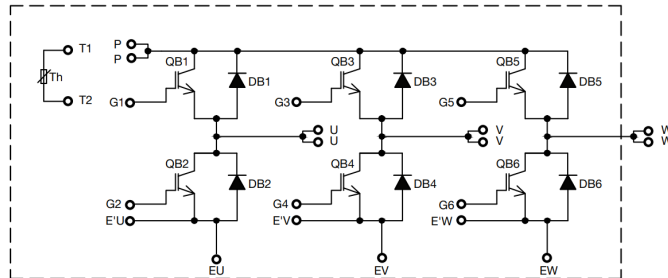 T1
P
P
QB1
QB3
QB5
Th
DB1
DB3
DB5
T2
G1
G3
G5
U
U
V
V
W
W
QB2
QB4
QB6
DB2
DB4
DB6
G2
G4
G6
E'U
E'V
E'W
EU
EV
EW